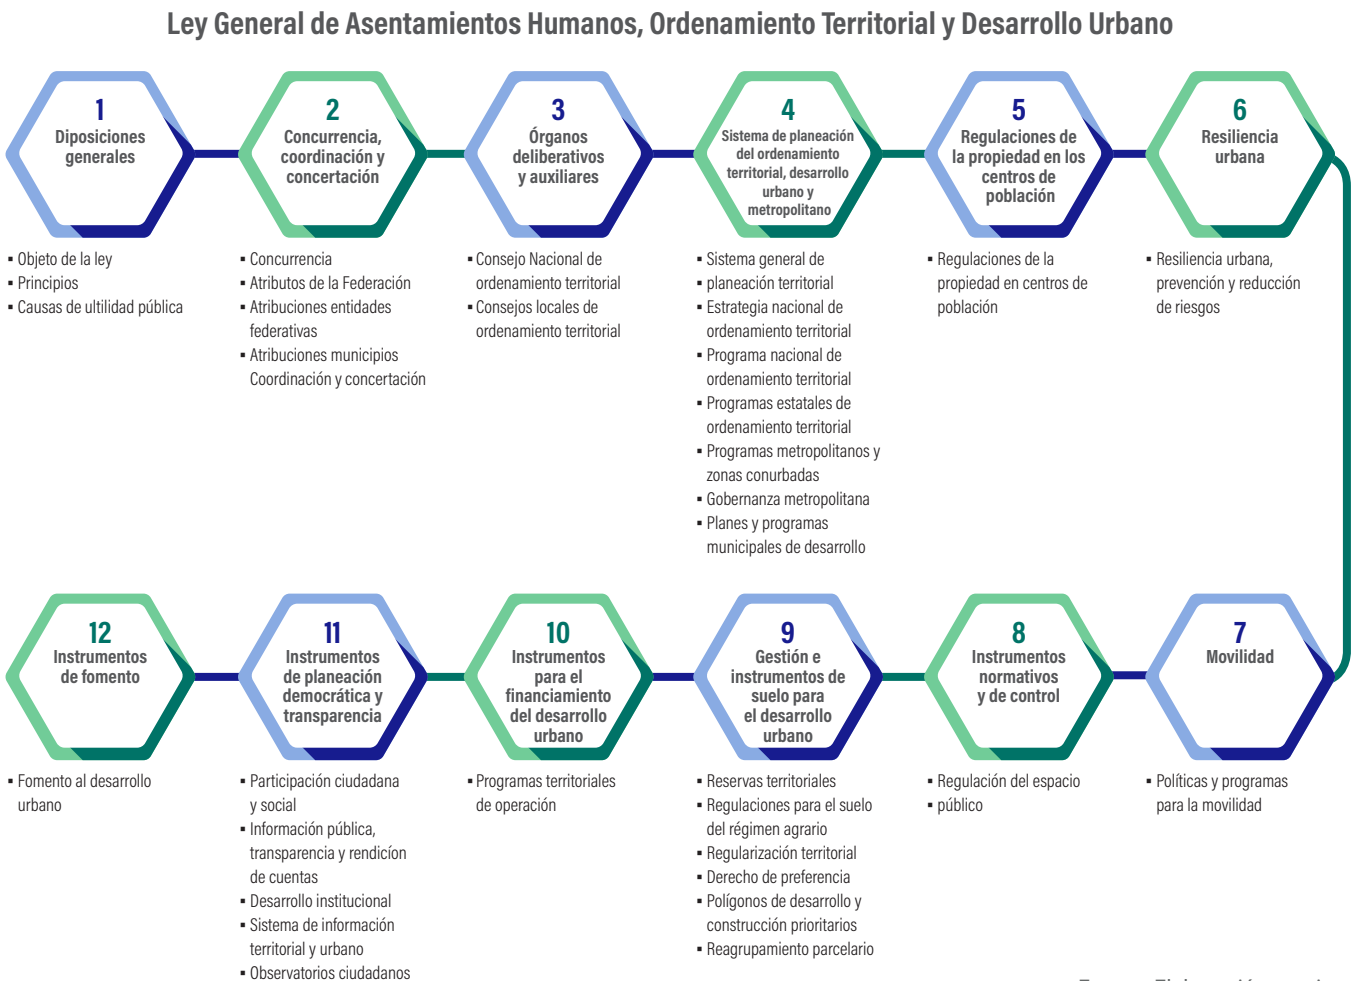 Ley General de Asentamientos Humanos, Ordenamiento Territorial y Desarrollo Urbano
1
Diposiciones
generales
▪ Objeto de la ley
▪ Principios
▪ Causas de ultilidad pública
2
Concurrencia,
coordinación y
concertación
▪ Concurrencia
▪ Atributos de la Federación
▪ Atribuciones entidades
federativas
▪ Atribuciones municipios
Coordinación y concertación
3
Órganos
deliberativos
y auxiliares
▪ Consejo Nacional de
ordenamiento territorial
▪ Consejos locales de
ordenamiento territorial
4
Sistema de planeación
del ordenamiento
territorial, desarrollo
urbano y
metropolitano
▪ Sistema general de
▪ planeación territorial
▪ Estrategia nacional de
ordenamiento territorial
▪ Programa nacional de
ordenamiento territorial
▪ Programas estatales de
ordenamiento territorial
▪ Programas metropolitanos y
zonas conurbadas
▪ Gobernanza metropolitana
▪ Planes y programas
municipales de desarrollo
5
Regulaciones de
la propiedad en los
centros de
población
▪ Regulaciones de la
propiedad en centros de
población
6
Resiliencia
urbana
▪ Resiliencia urbana,
prevención y reducción
de riesgos
12
Instrumentos
de fomento
▪ Fomento al desarrollo
urbano
11
Instrumentos
de planeación
democrática y
transparencia
▪ Participación ciudadana
y social
▪ Información pública,
transparencia y rendicíon
de cuentas
▪ Desarrollo institucional
▪ Sistema de información
territorial y urbano
▪ Observatorios ciudadanos
10
Instrumentos
para el
financiamiento
del desarrollo
urbano
▪ Programas territoriales
de operación
9
Gestión e
instrumentos de
suelo para
el desarrollo
urbano
▪ Reservas territoriales
▪ Regulaciones para el suelo
del régimen agrario
▪ Regularización territorial
▪ Derecho de preferencia
▪ Polígonos de desarrollo y
construcción prioritarios
▪ Reagrupamiento parcelario
8
Instrumentos
normativos
y de control
▪ Regulación del espacio
▪ público
7
Movilidad
▪ Políticas y programas
para la movilidad